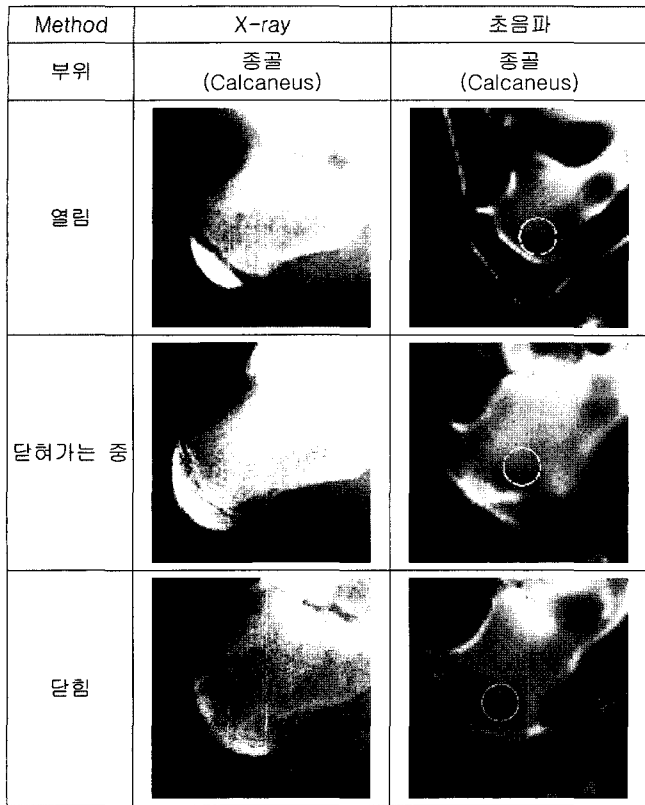 Method X-ray 초음파
부위 종골 종골
(Calcaneus) (Calcaneus)
열림
닫혀가는 중
닫힘